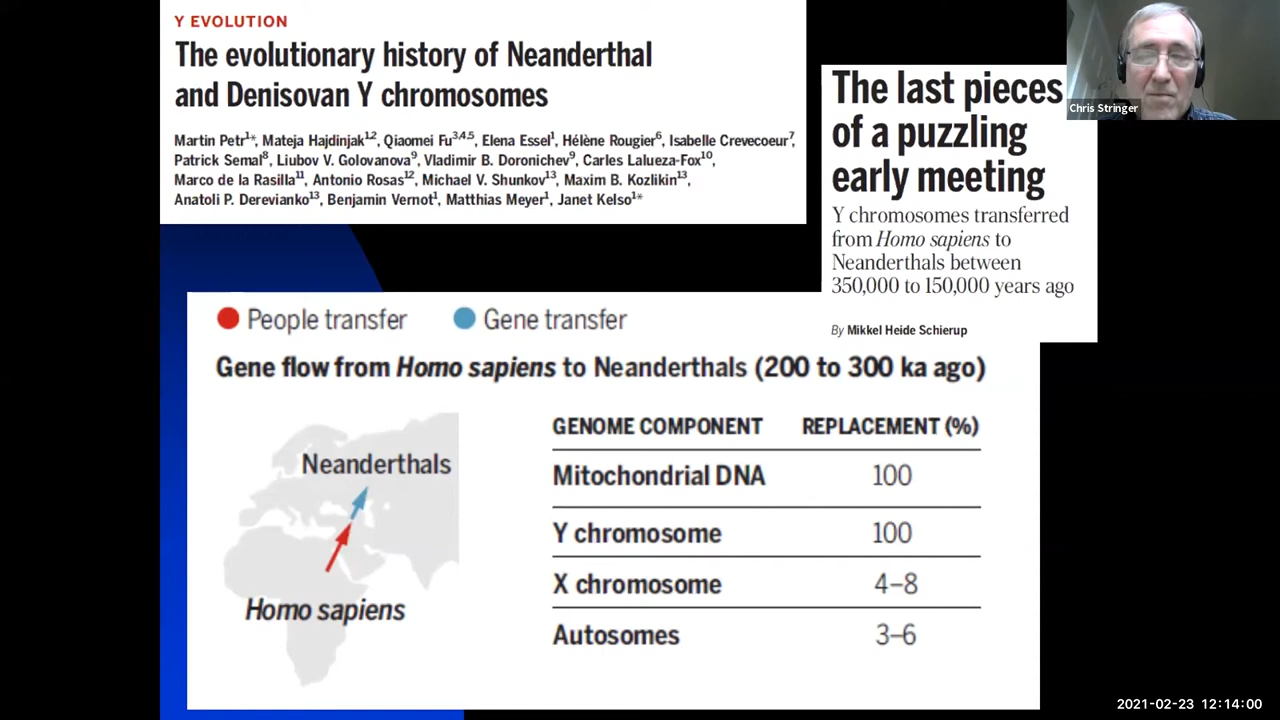 Y EVOLUTION
The evolutionary history of Neanderthal
and Denisovan Y chromosomes
Martin Petr1*, Mateja Hajdinjak1,2, Qiaomei Fu3,4,5, Elena Essel1, Hélène Rougier6, Isabelle Crevecoeur7,
Patrick Semal8, Liubov V. Golovanova9, Vladimir B. Doronichev9, Carles Lalueza-Fox10,
Marco de la Rasilla11, Antonio Rosas12, Michael V. Shunkov13, Maxim B. Kozlikin13,
Anatoli P. Derevianko13, Benjamin Vernot1, Matthias Meyer1, Janet Kelso1*
The last pieces
of a puzzling
early meeting
Y chromosomes transferred
from Homo sapiens to
Neanderthals between
350,000 to 150,000 years ago
By Mikkel Heide Schierup
Chris Stringer
People transfer Gene transfer
Gene flow from Homo sapiens to Neanderthals (200 to 300 ka ago)
Neanderthals
Homo sapiens
GENOME COMPONENT REPLACEMENT (%)
Mitochondrial DNA 100
Y chromosome 100
X chromosome 4–8
Autosomes 3–6
2021-02-23 12:14:00